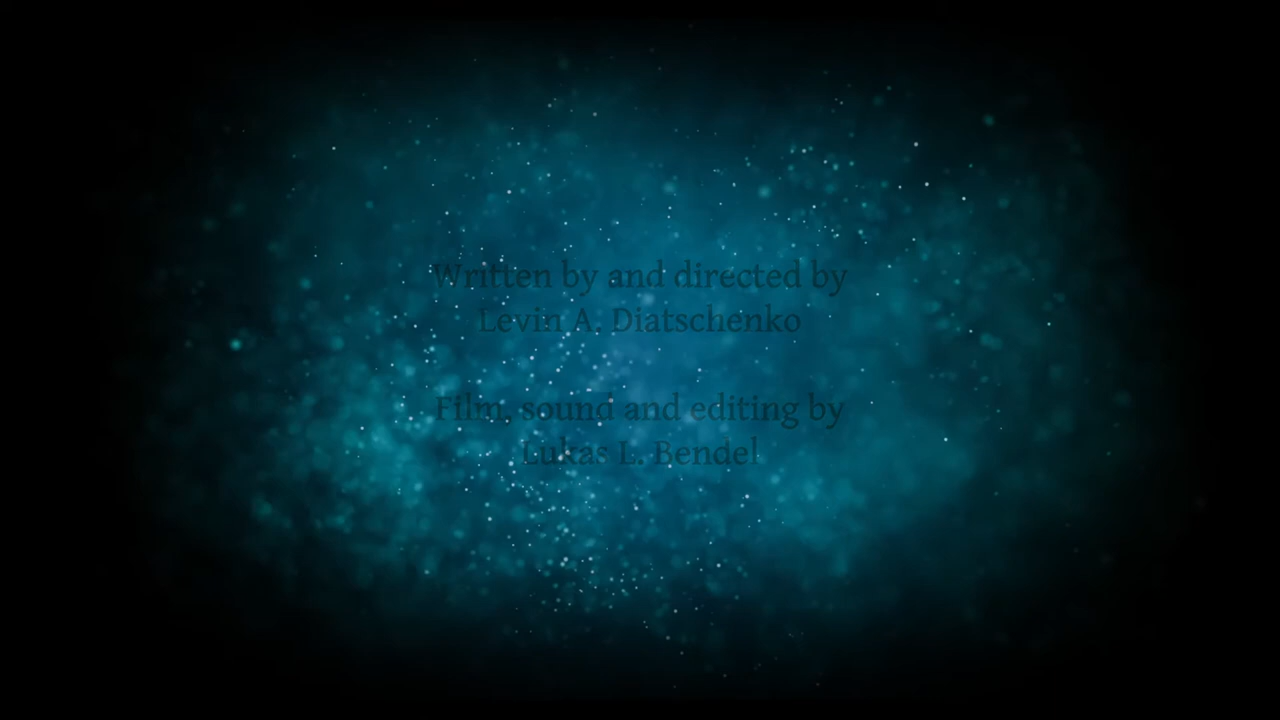 Written by and directed by
Levin A. Diatschenko
Film, sound and editing by
Lukas L. Bendel